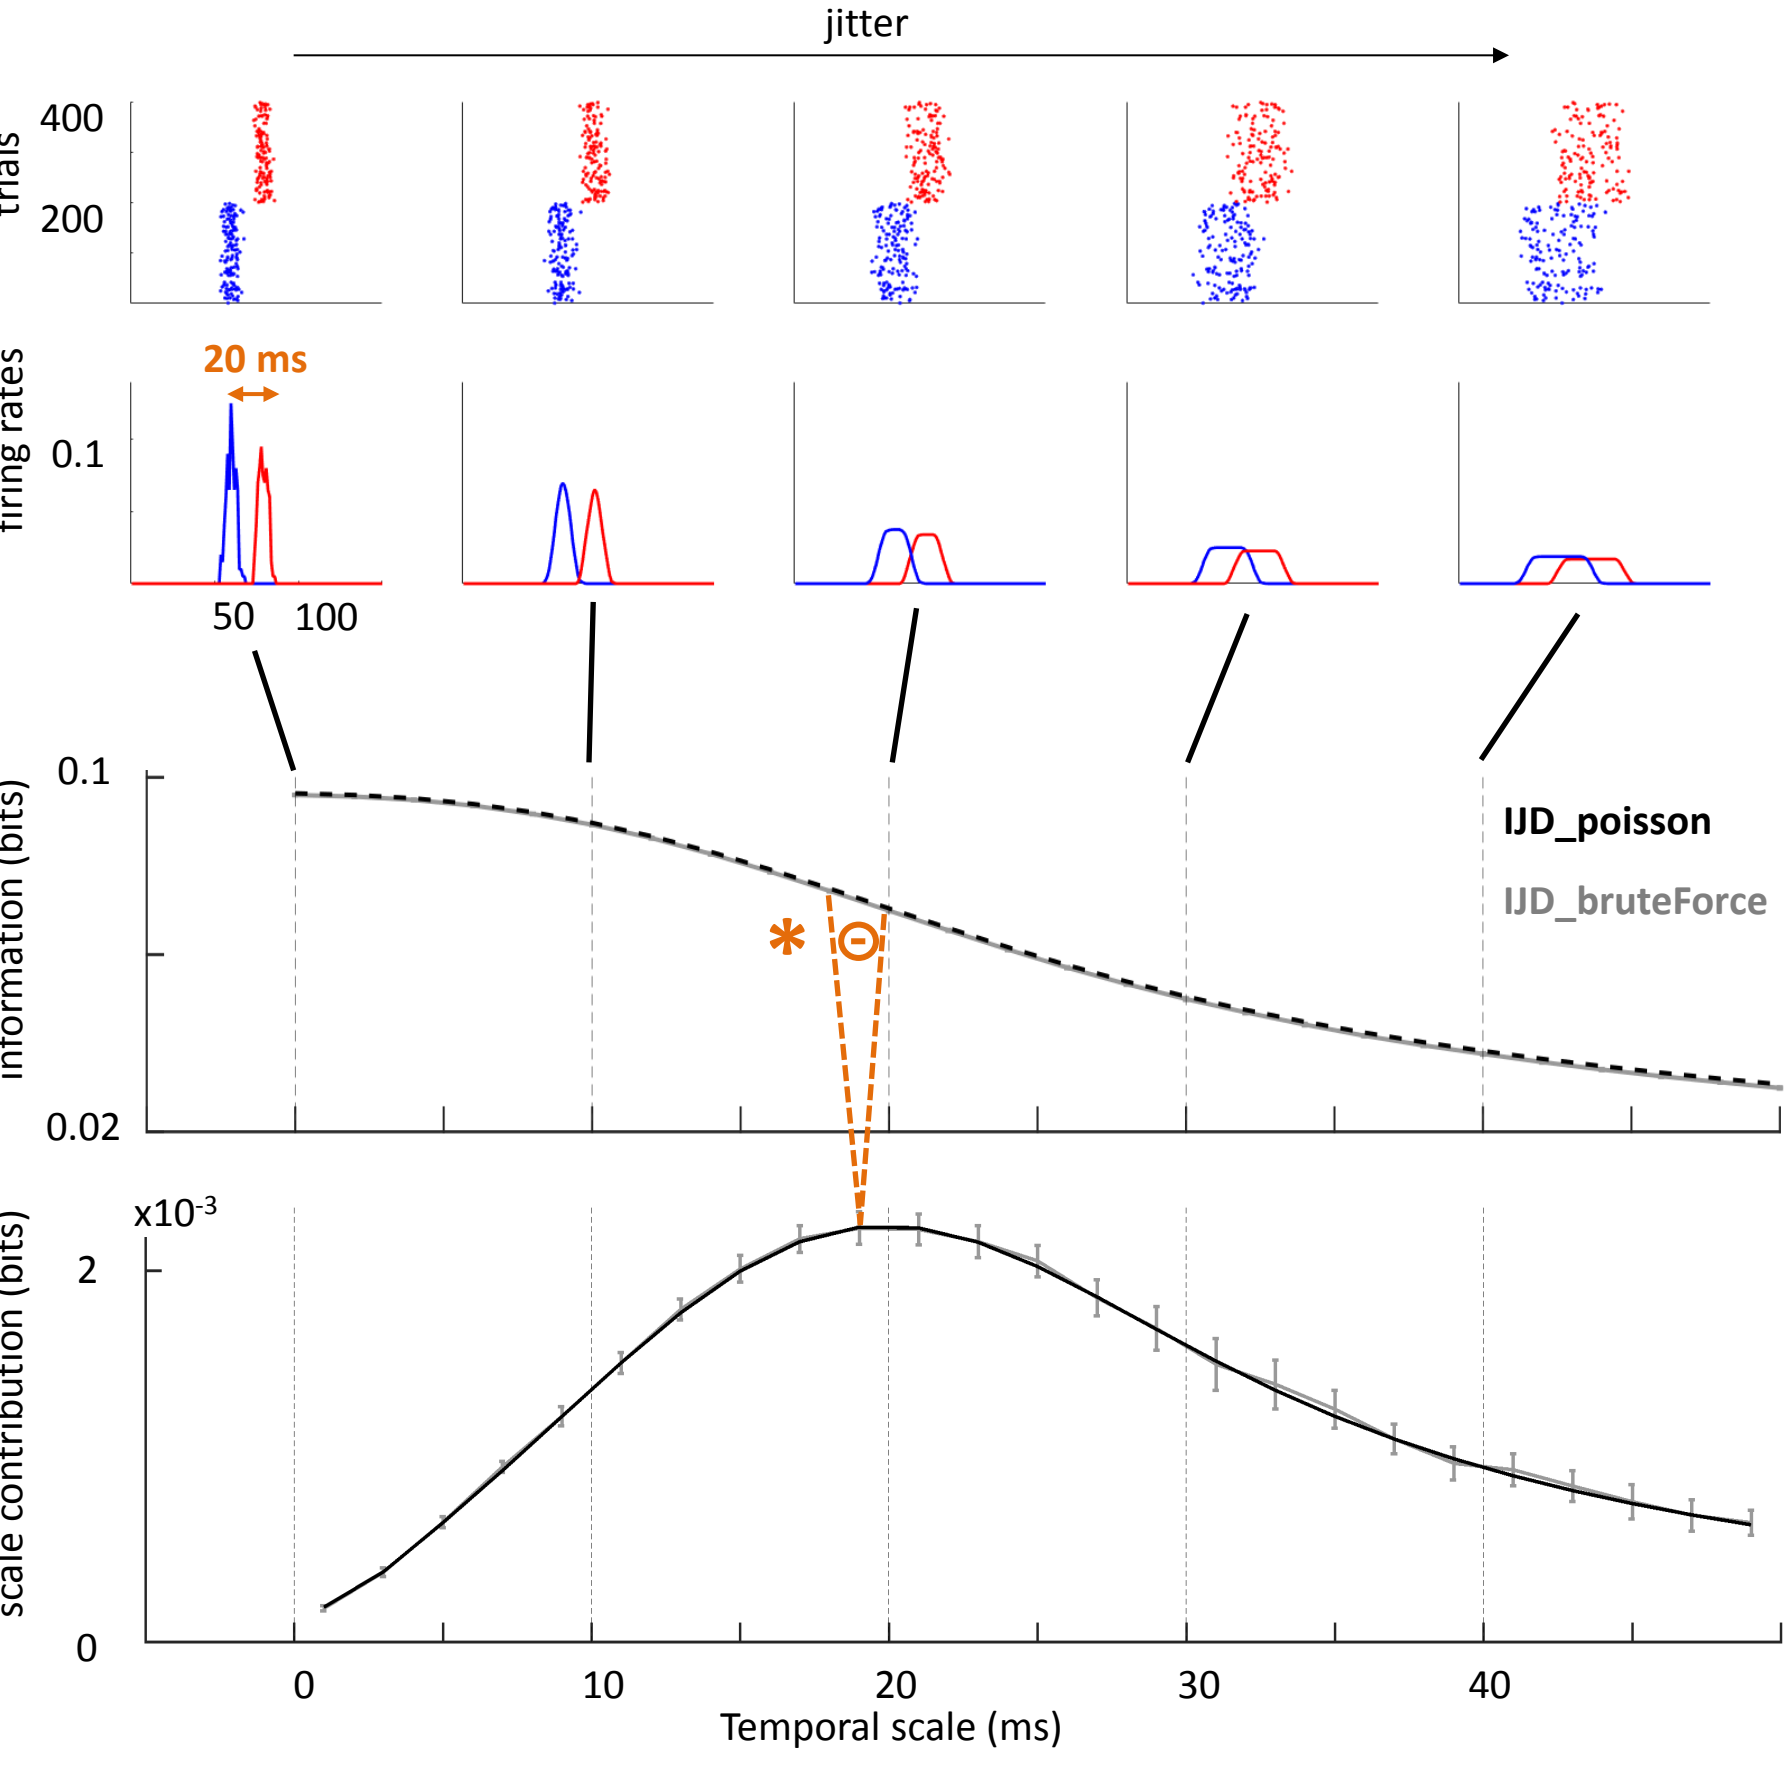 jitter
trials
400
200
firing rates
20 ms
0.1
50 100
information (bits)
0.1
0.02
IJD_poisson
IJD_bruteForce
*
scale contribution (bits)
x10-3
2
0
0 10 20 30 40
Temporal scale (ms)